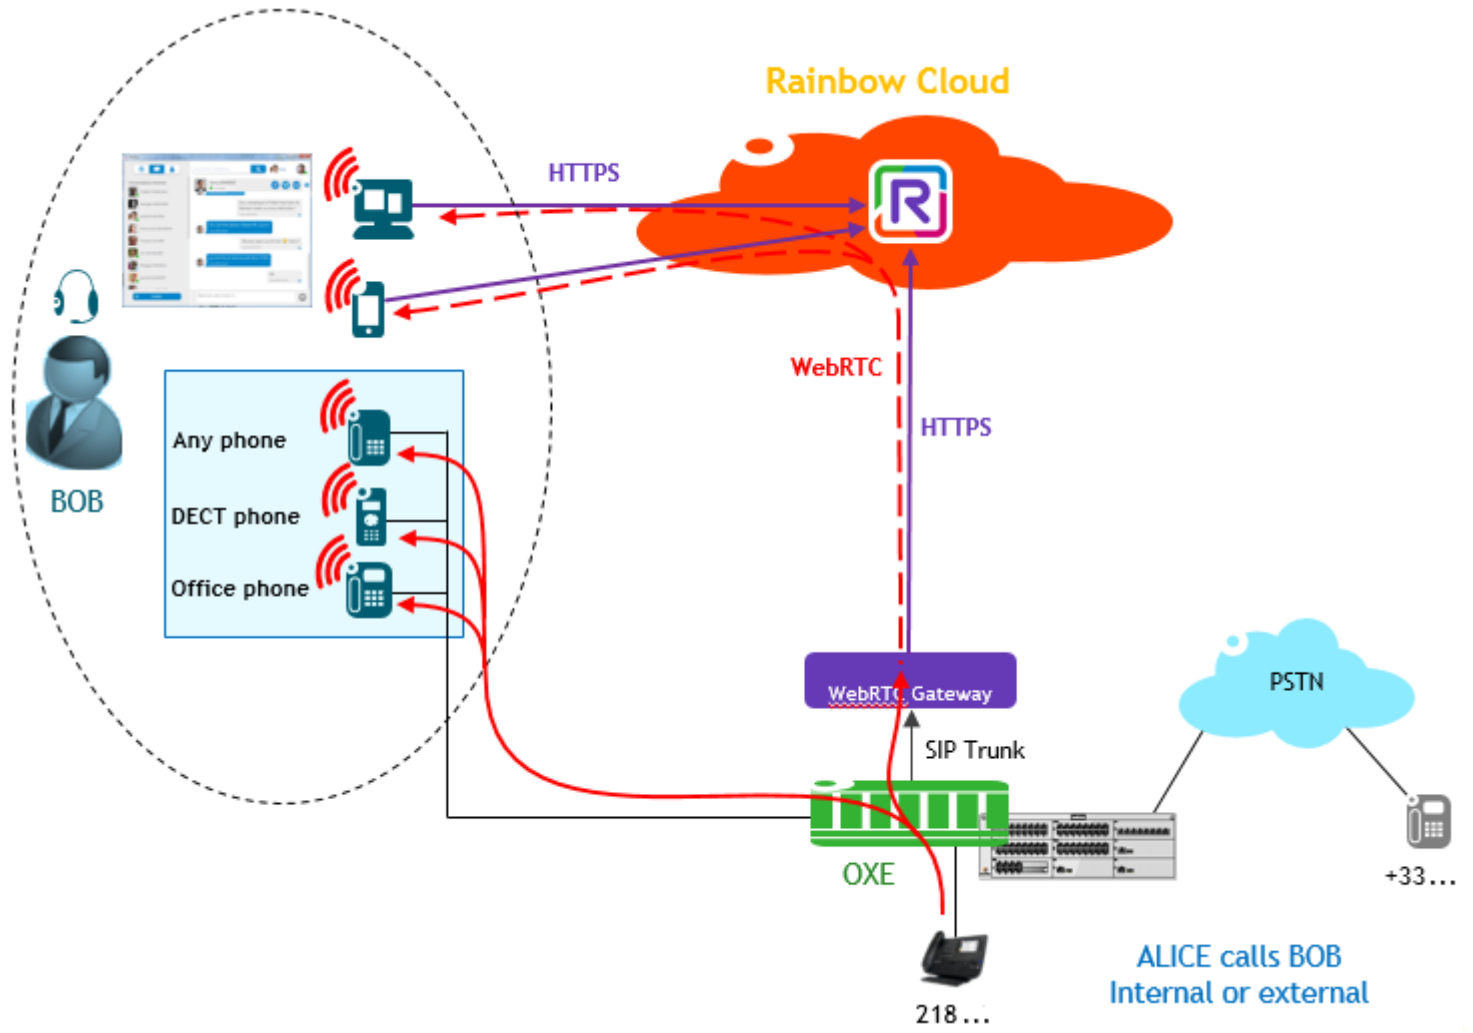 Rainbow Cloud
HTTPS
R
WebRTC
HTTPS
Any phone
DECT phone
Office phone
BOB
WebRTC Gateway
SIP Trunk
PSTN
OXE
+33...
218...
ALICE calls BOB
Internal or external